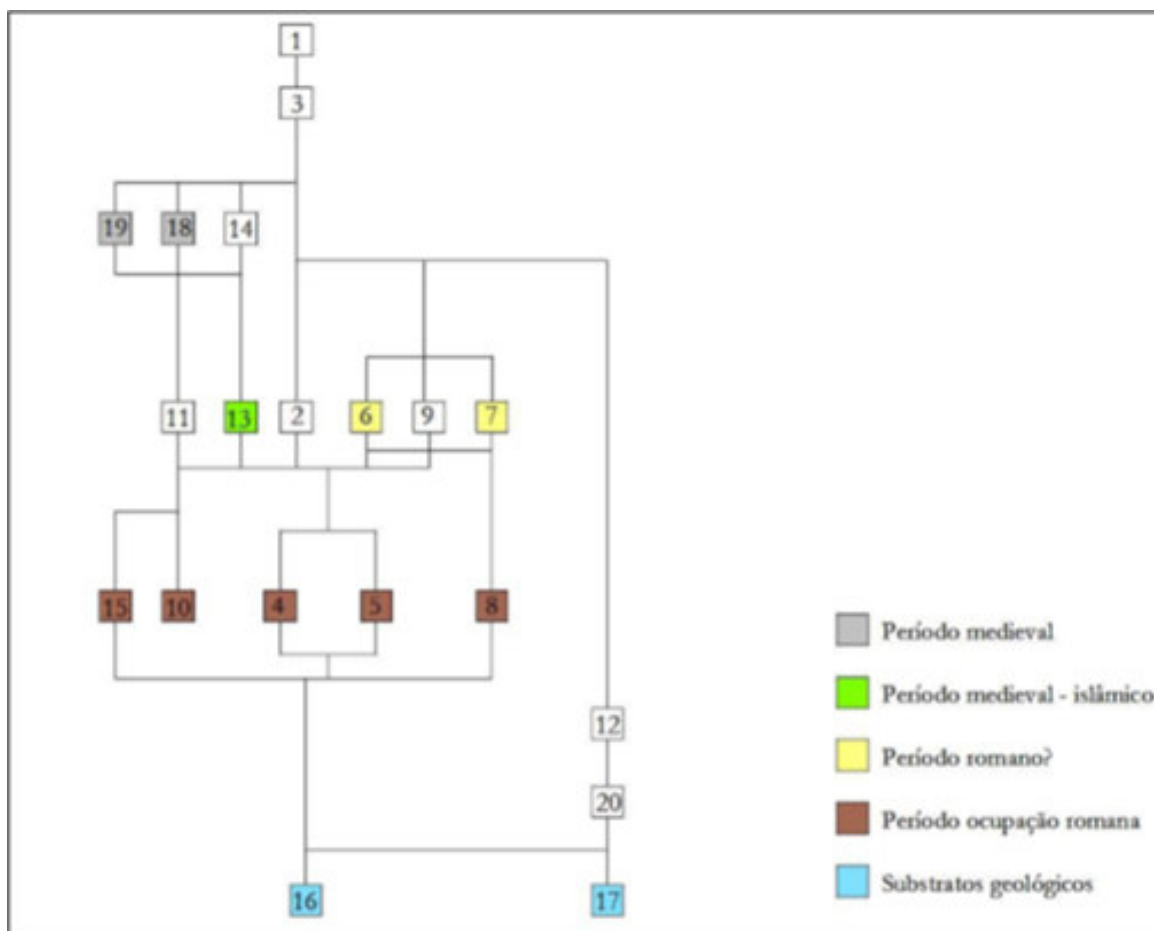 1
3
19 18 14
11 13 2 6 9 7
15 10 4 5 8
Período medieval
Período medieval - islâmico
12
Período romano?
20
Período ocupação romana
16 17
Substratos geológicos